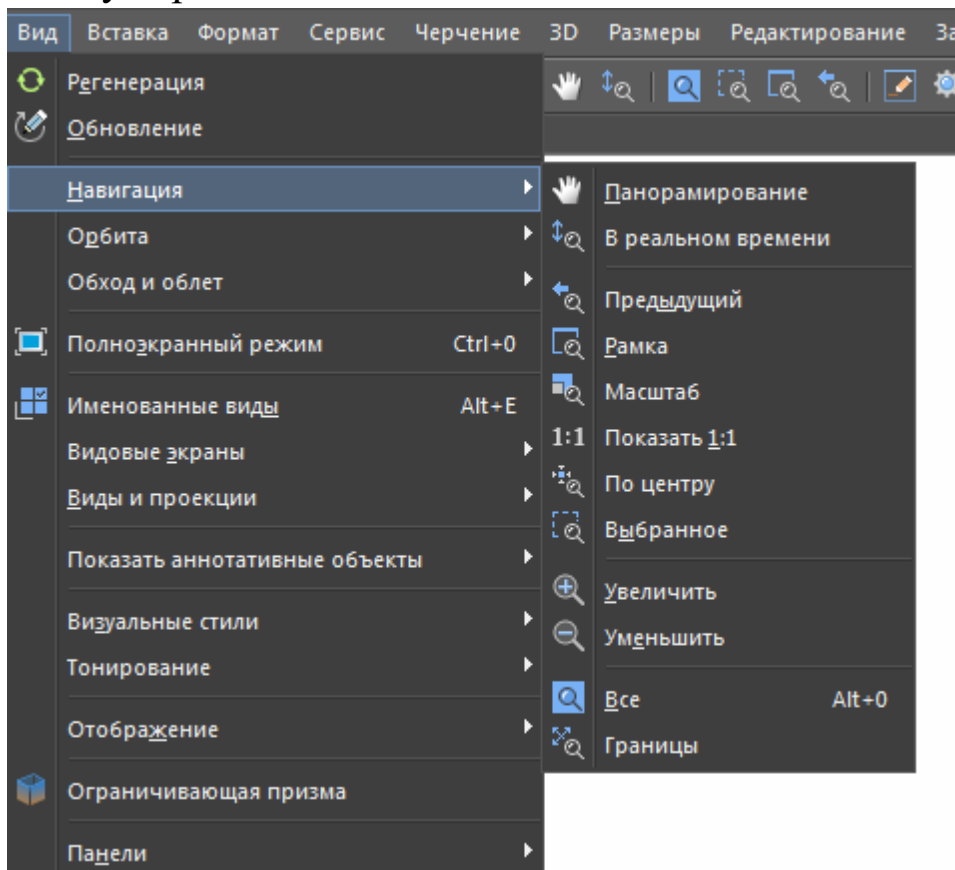 Вид Вставка Формат Сервис Черчение 3D Размеры Редактирование
Регенерация
Обновление
Навигация
Орбита
Обход и облет
Полноэкранный режим Ctrl+0
Именованные виды Alt+E
Видовые экраны
Виды и проекции
Показать аннотативные объекты
Визуальные стили
Тонирование
Отображение
Ограничивающая призма
Панели
Панорамирование
В реальном времени
Предыдущий
Рамка
Масштаб
1:1 Показать 1:1
По центру
Выбранное
Увеличить
Уменьшить
Все Alt+0
Границы